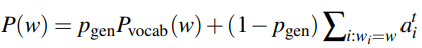 P(w) = p_gen P_vocab(w) + (1 − p_gen) ∑_{i:w_i=w} a_i^t